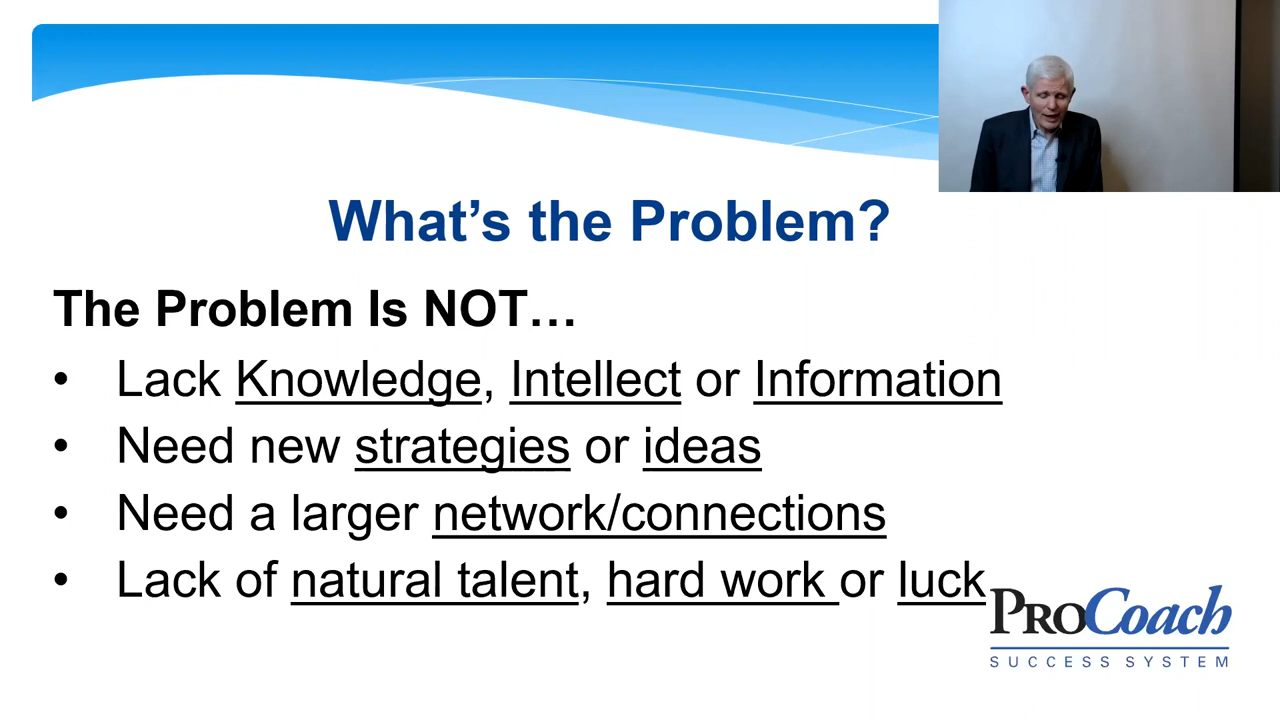 What’s the Problem?
The Problem Is NOT…
• Lack Knowledge, Intellect or Information
• Need new strategies or ideas
• Need a larger network/connections
• Lack of natural talent, hard work or luck
PROCoach
SUCCESS SYSTEM